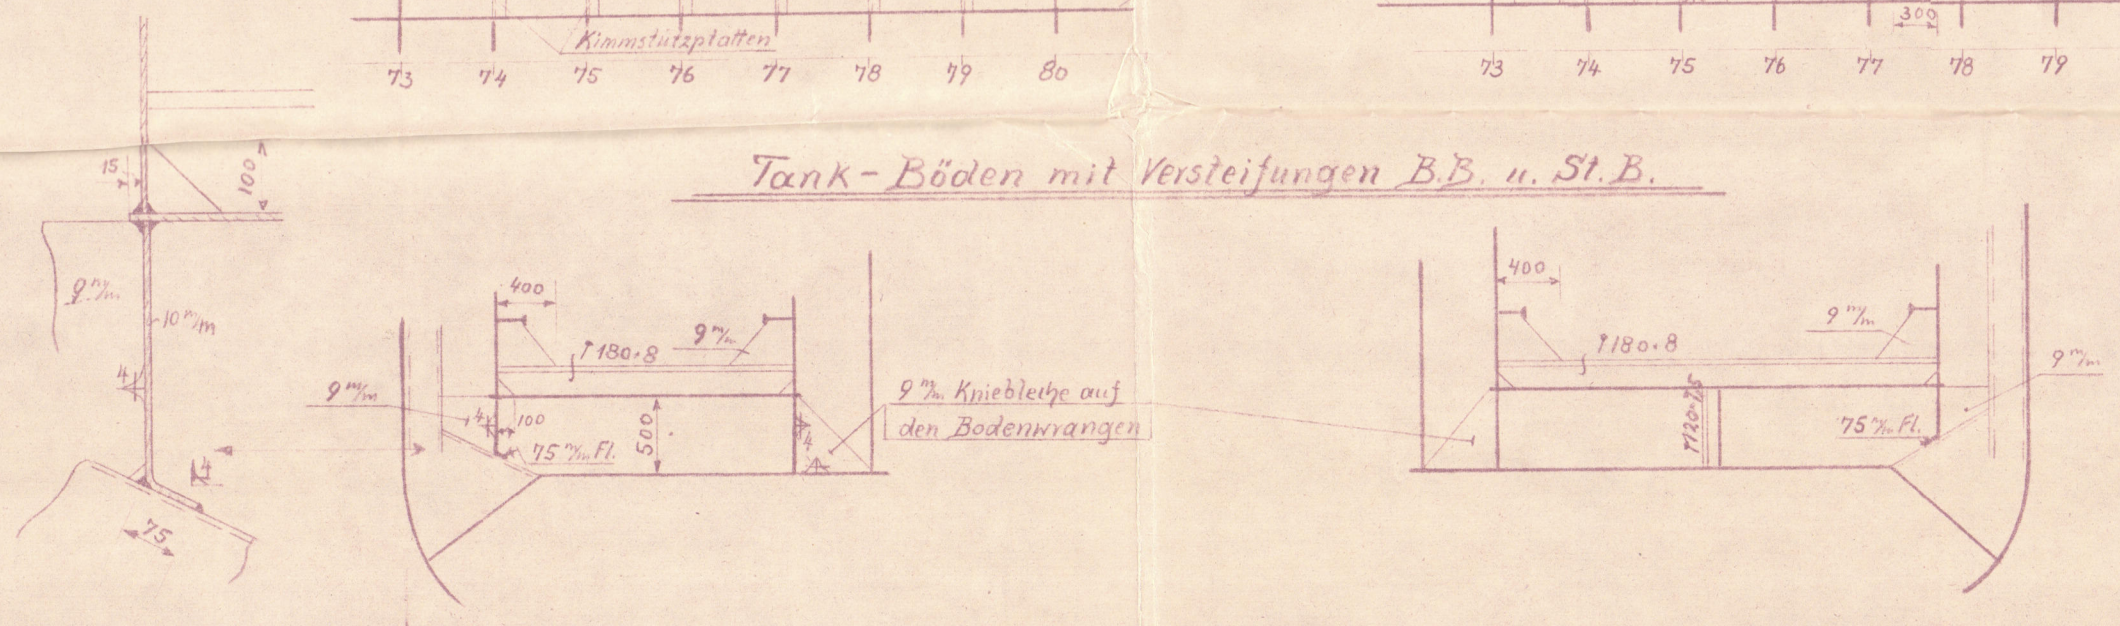 300
Kimmstützplatten
73 74 75 76 77 78 79 80
73 74 75 76 77 78 79
Tank-Böden mit Versteifungen B.B. u. St.B.
15
100
9 m/m
10 m/m
4
4
75
400
9 m/m
180·8
9 m/m
4
100
75 m/m Fl.
500
4
9 m/m Kniebleche auf
den Bodenwrangen
400
9 m/m
180·8
9 m/m
75 m/m Fl.